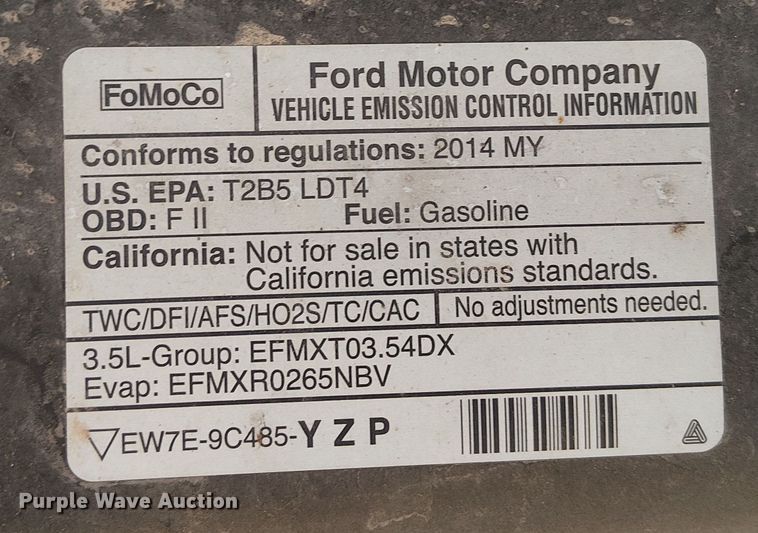 FoMoCo
Ford Motor Company
VEHICLE EMISSION CONTROL INFORMATION
Conforms to regulations: 2014 MY
U.S. EPA: T2B5 LDT4
OBD: F II Fuel: Gasoline
California: Not for sale in states with
California emissions standards.
TWC/DFI/AFS/HO2S/TC/CAC No adjustments needed.
3.5L-Group: EFMXT03.54DX
Evap: EFMXR0265NBV
EW7E-9C485-Y Z P
Purple Wave Auction